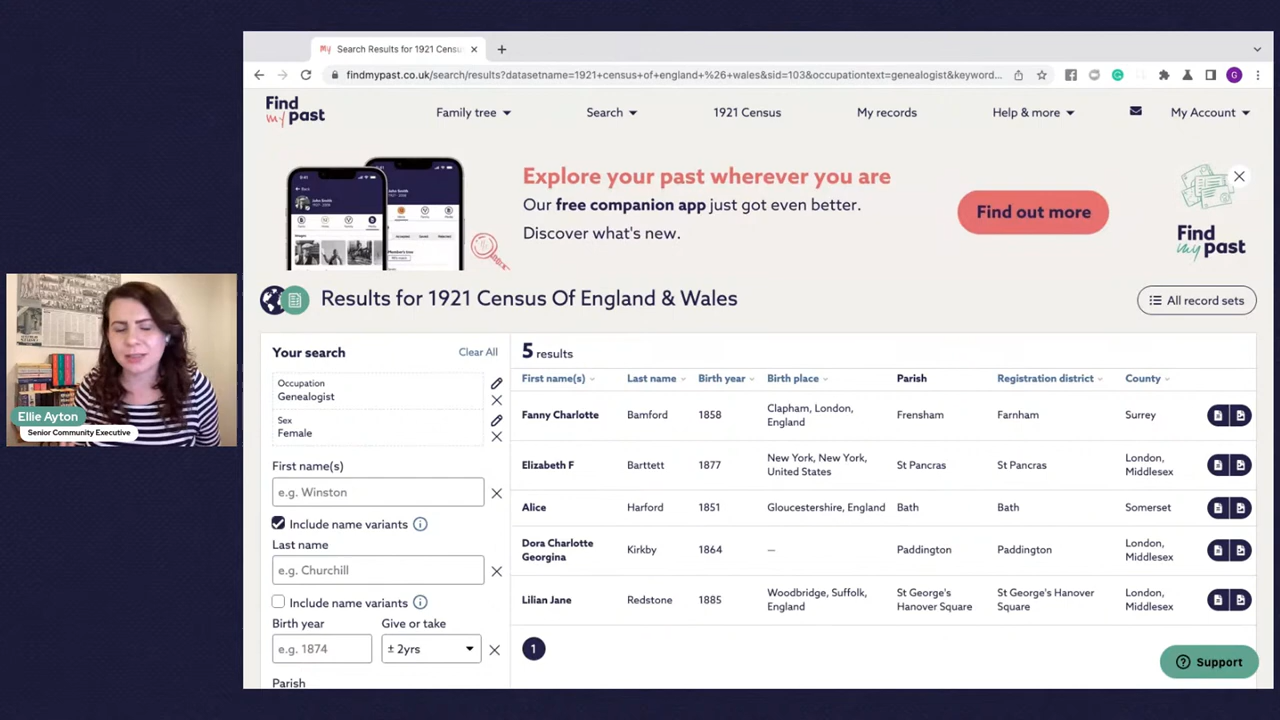 Search Results for 1921 Censu
findmypast.co.uk/search/results?datasetname=1921+census+of+england+%26+wales&sid=103&occupationtext=genealogist&keyword...
Find my past
Family tree
Search
1921 Census
My records
Help & more
My Account
Explore your past wherever you are
Our free companion app just got even better.
Discover what's new.
Find out more
Find my past
Results for 1921 Census Of England & Wales
All record sets
Your search
Clear All
Occupation
Genealogist
Sex
Female
First name(s)
e.g. Winston
Include name variants
Last name
e.g. Churchill
Include name variants
Birth year
Give or take
e.g. 1874
± 2yrs
Parish
5 results
First name(s) Last name Birth year Birth place Parish Registration district County
Fanny Charlotte Bamford 1858 Clapham, London, England Frensham Farnham Surrey
Elizabeth F Barttett 1877 New York, New York, United States St Pancras St Pancras London, Middlesex
Alice Harford 1851 Gloucestershire, England Bath Bath Somerset
Dora Charlotte Georgina Kirkby 1864 — Paddington Paddington London, Middlesex
Lilian Jane Redstone 1885 Woodbridge, Suffolk, England St George's Hanover Square St George's Hanover Square London, Middlesex
1
Support
Ellie Ayton
Senior Community Executive